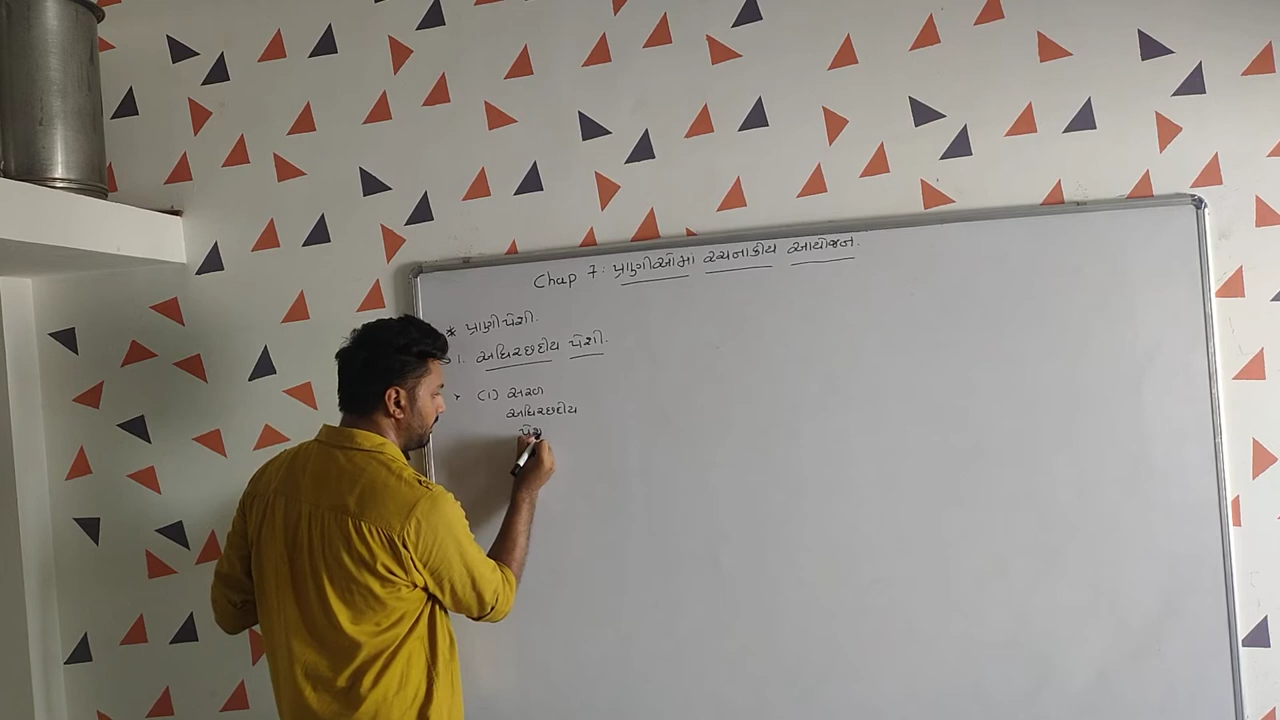 Chap 7: પ્રાણીઓમાં રચનાકીય આયોજન.
* પ્રાણીપેશી.
1. અધિચ્છદીય પેશી.
(1) સરળ
અધિચ્છદીય
પેશ